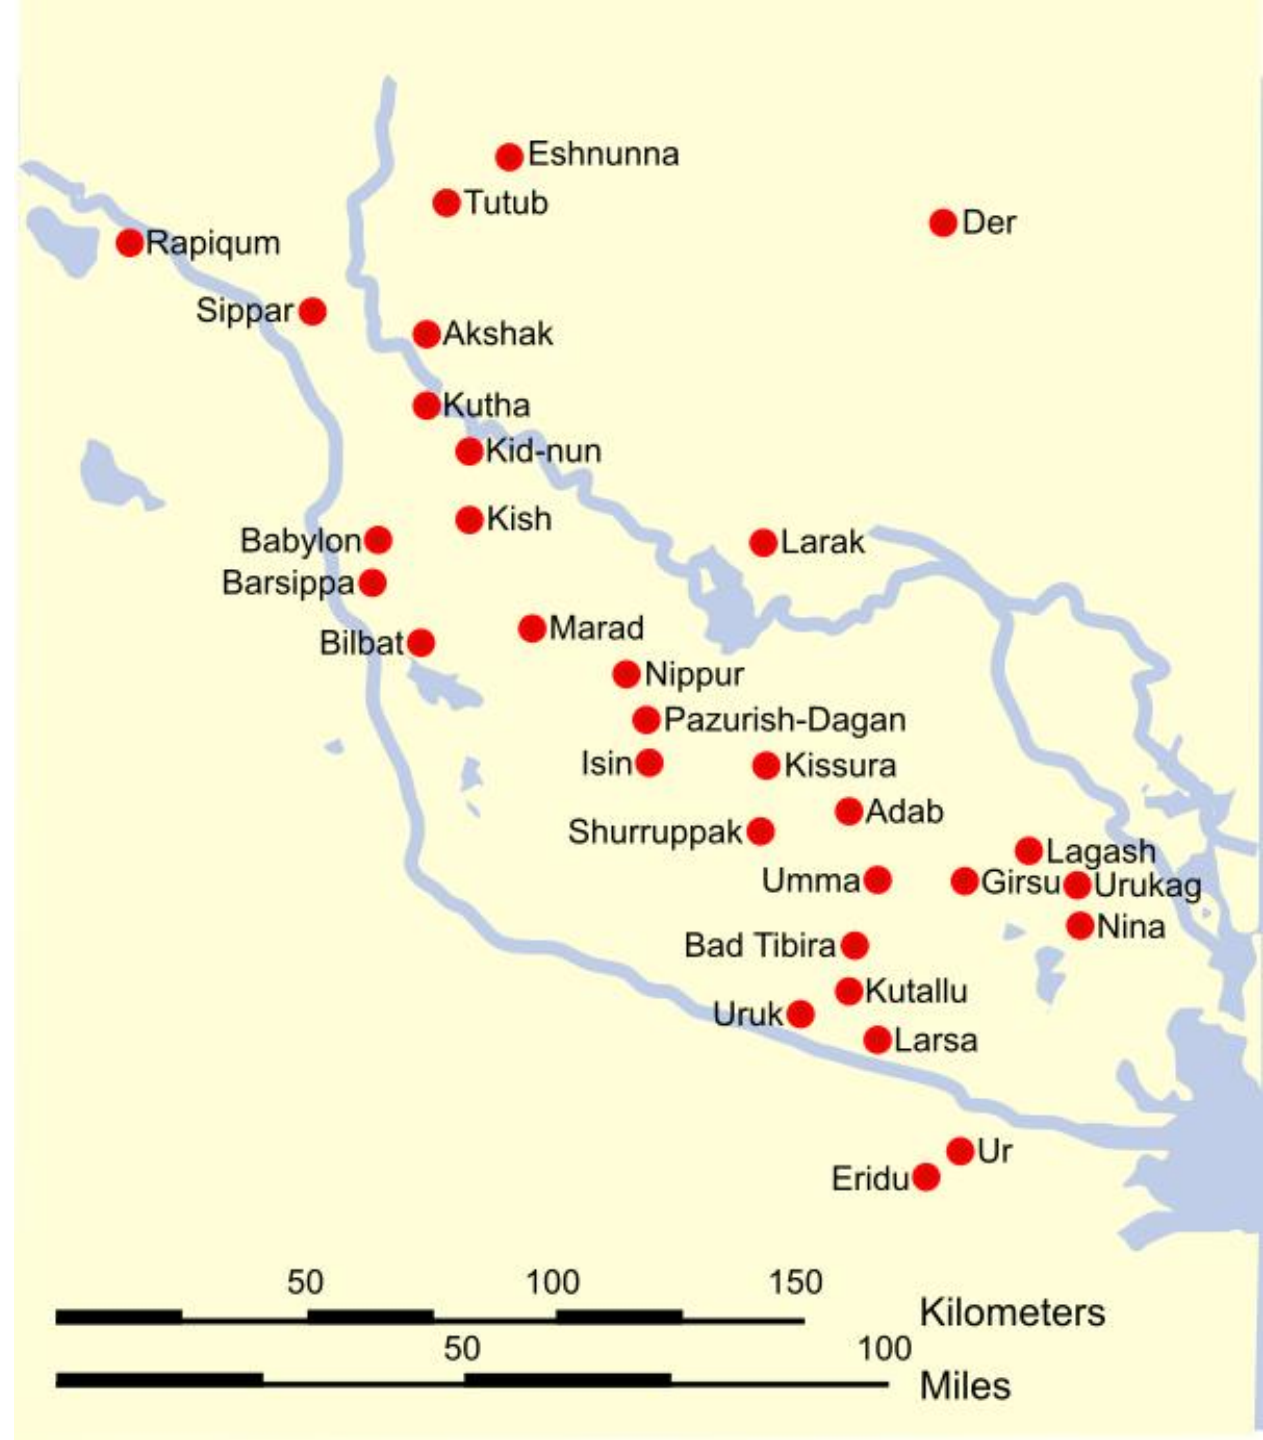 Eshnunna
Tutub
Der
Rapiqum
Sippar
Akshak
Kutha
Kid-nun
Kish
Babylon
Larak
Barsippa
Marad
Bilbat
Nippur
Pazurish-Dagan
Isin
Kissura
Adab
Shurruppak
Lagash
Umma
Girsu
Urukag
Nina
Bad Tibira
Kutallu
Uruk
Larsa
Ur
Eridu
50 100 150
Kilometers
50 100
Miles